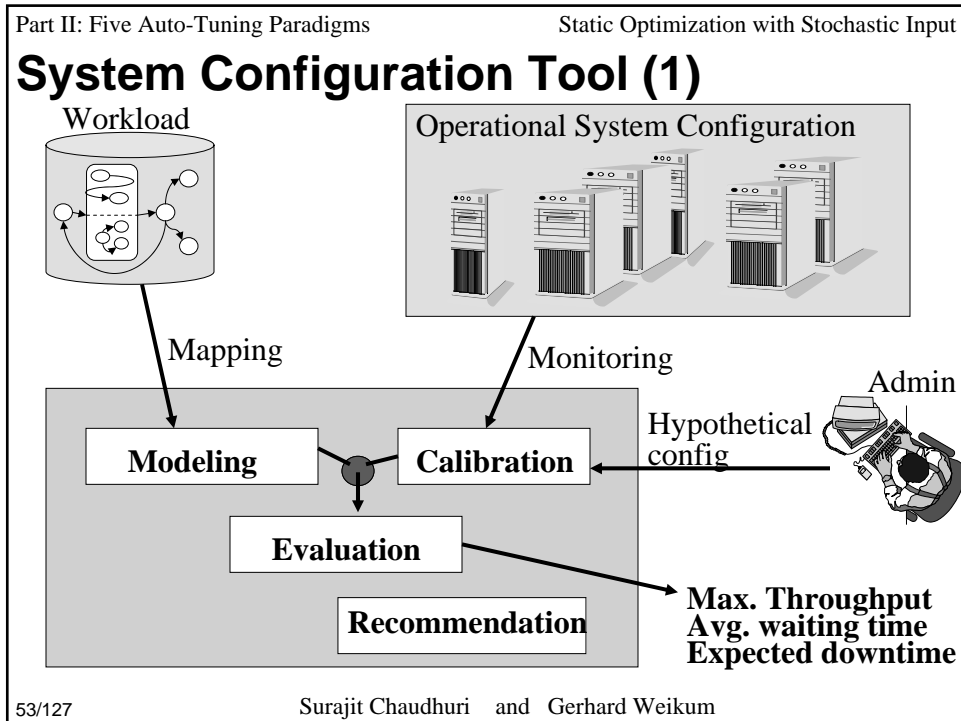 Part II: Five Auto-Tuning Paradigms
Static Optimization with Stochastic Input
System Configuration Tool (1)
Workload
Operational System Configuration
Mapping
Monitoring
Admin
Hypothetical
config
Modeling
Calibration
Evaluation
Recommendation
Max. Throughput
Avg. waiting time
Expected downtime
53/127
Surajit Chaudhuri and Gerhard Weikum